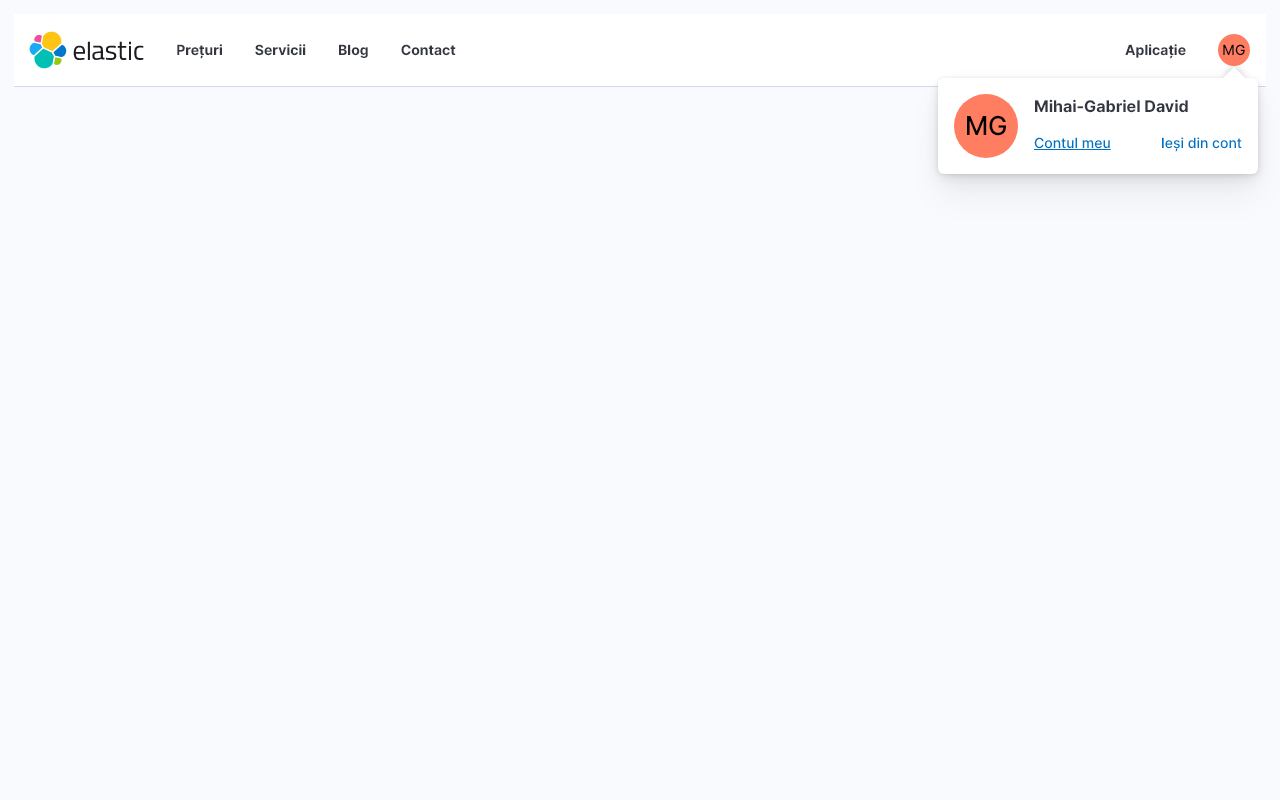 elastic Prețuri Servicii Blog Contact Aplicație MG
MG
Mihai-Gabriel David
Contul meu Ieși din cont